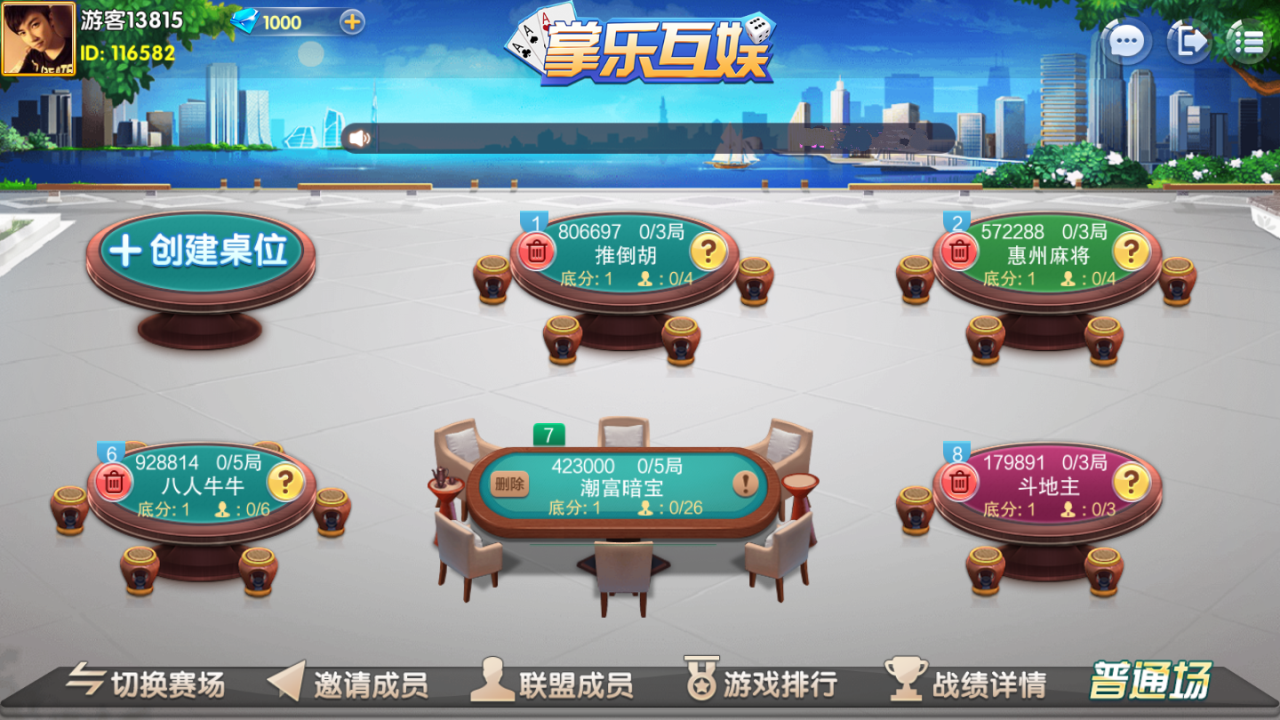 游客13815
1000
ID: 116582
掌乐互娱
创建桌位
1
806697 0/3局
推倒胡
底分: 1 : 0/4
2
572288 0/3局
惠州麻将
底分: 1 : 0/4
6
928814 0/5局
八人牛牛
底分: 1 : 0/6
7
423000 0/5局
删除
潮富暗宝
底分: 1 : 0/26
8
179891 0/3局
斗地主
底分: 1 : 0/3
切换赛场
邀请成员
联盟成员
游戏排行
战绩详情
普通场